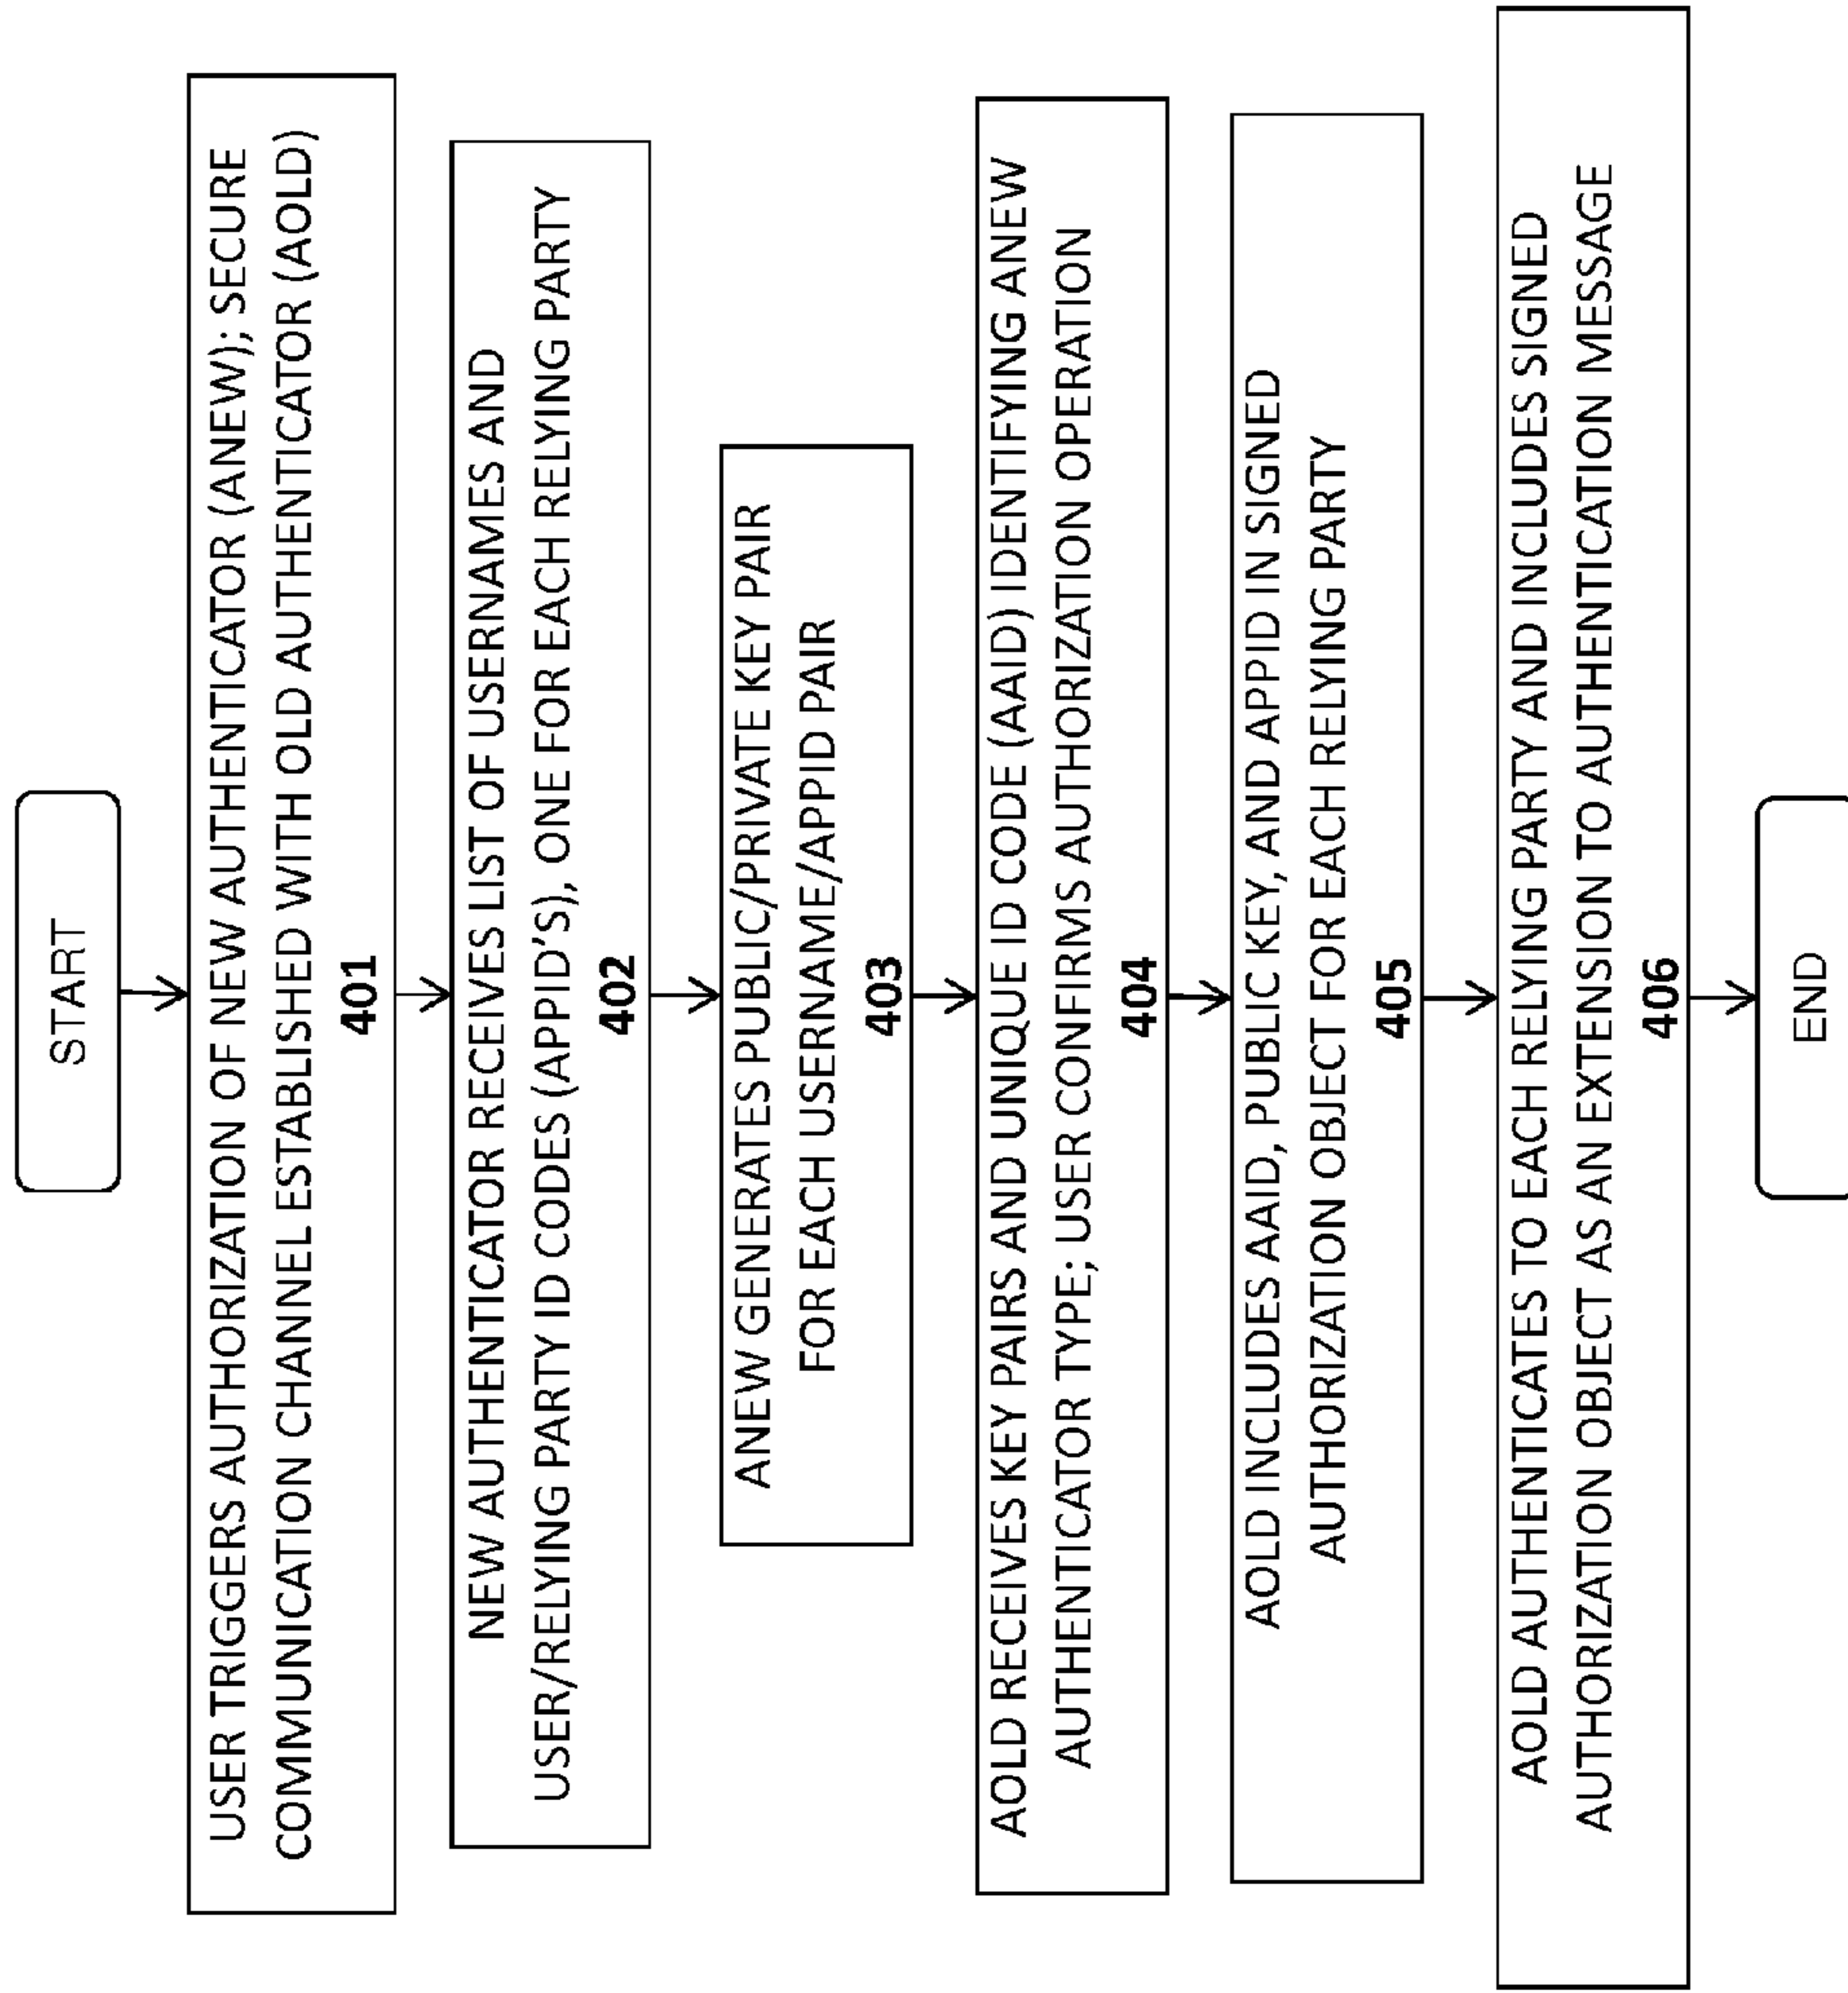 START
USER TRIGGERS AUTHORIZATION OF NEW AUTHENTICATOR (ANEW); SECURE
COMMUNICATION CHANNEL ESTABLISHED WITH OLD AUTHENTICATOR (AOLD)
401
NEW AUTHENTICATOR RECEIVES LIST OF USERNAMES AND
USER/RELYING PARTY ID CODES (APPID'S), ONE FOR EACH RELYING PARTY
402
ANEW GENERATES PUBLIC/PRIVATE KEY PAIR
FOR EACH USERNAME/APPID PAIR
403
AOLD RECEIVES KEY PAIRS AND UNIQUE ID CODE (AAID) IDENTIFYING ANEW
AUTHENTICATOR TYPE; USER CONFIRMS AUTHORIZATION OPERATION
404
AOLD INCLUDES AAID, PUBLIC KEY, AND APPID IN SIGNED
AUTHORIZATION OBJECT FOR EACH RELYING PARTY
405
AOLD AUTHENTICATES TO EACH RELYING PARTY AND INCLUDES SIGNED
AUTHORIZATION OBJECT AS AN EXTENSION TO AUTHENTICATION MESSAGE
406
END